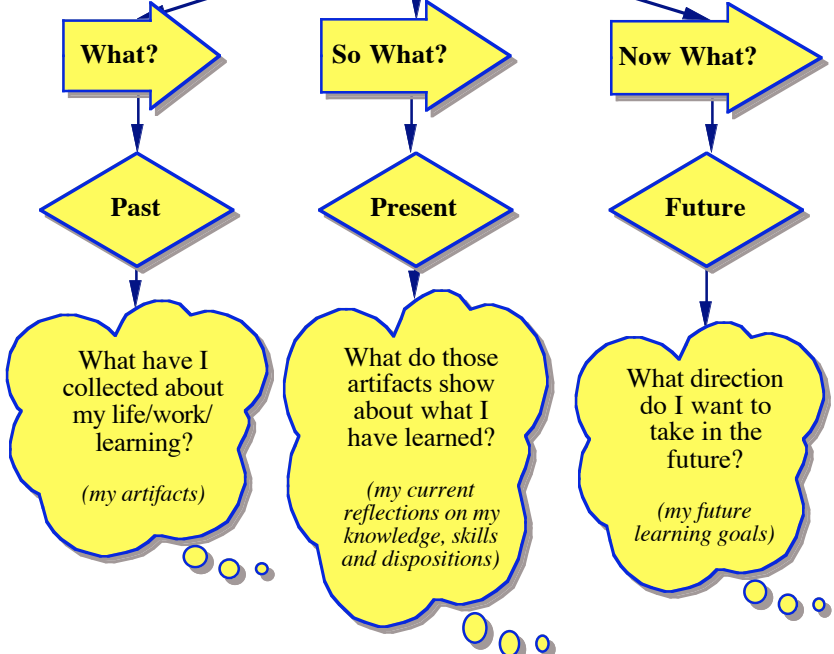 What?
So What?
Now What?
Past
Present
Future
What have I
collected about
my life/work/
learning?
(my artifacts)
What do those
artifacts show
about what I
have learned?
(my current
reflections on my
knowledge, skills
and dispositions)
What direction
do I want to
take in the
future?
(my future
learning goals)